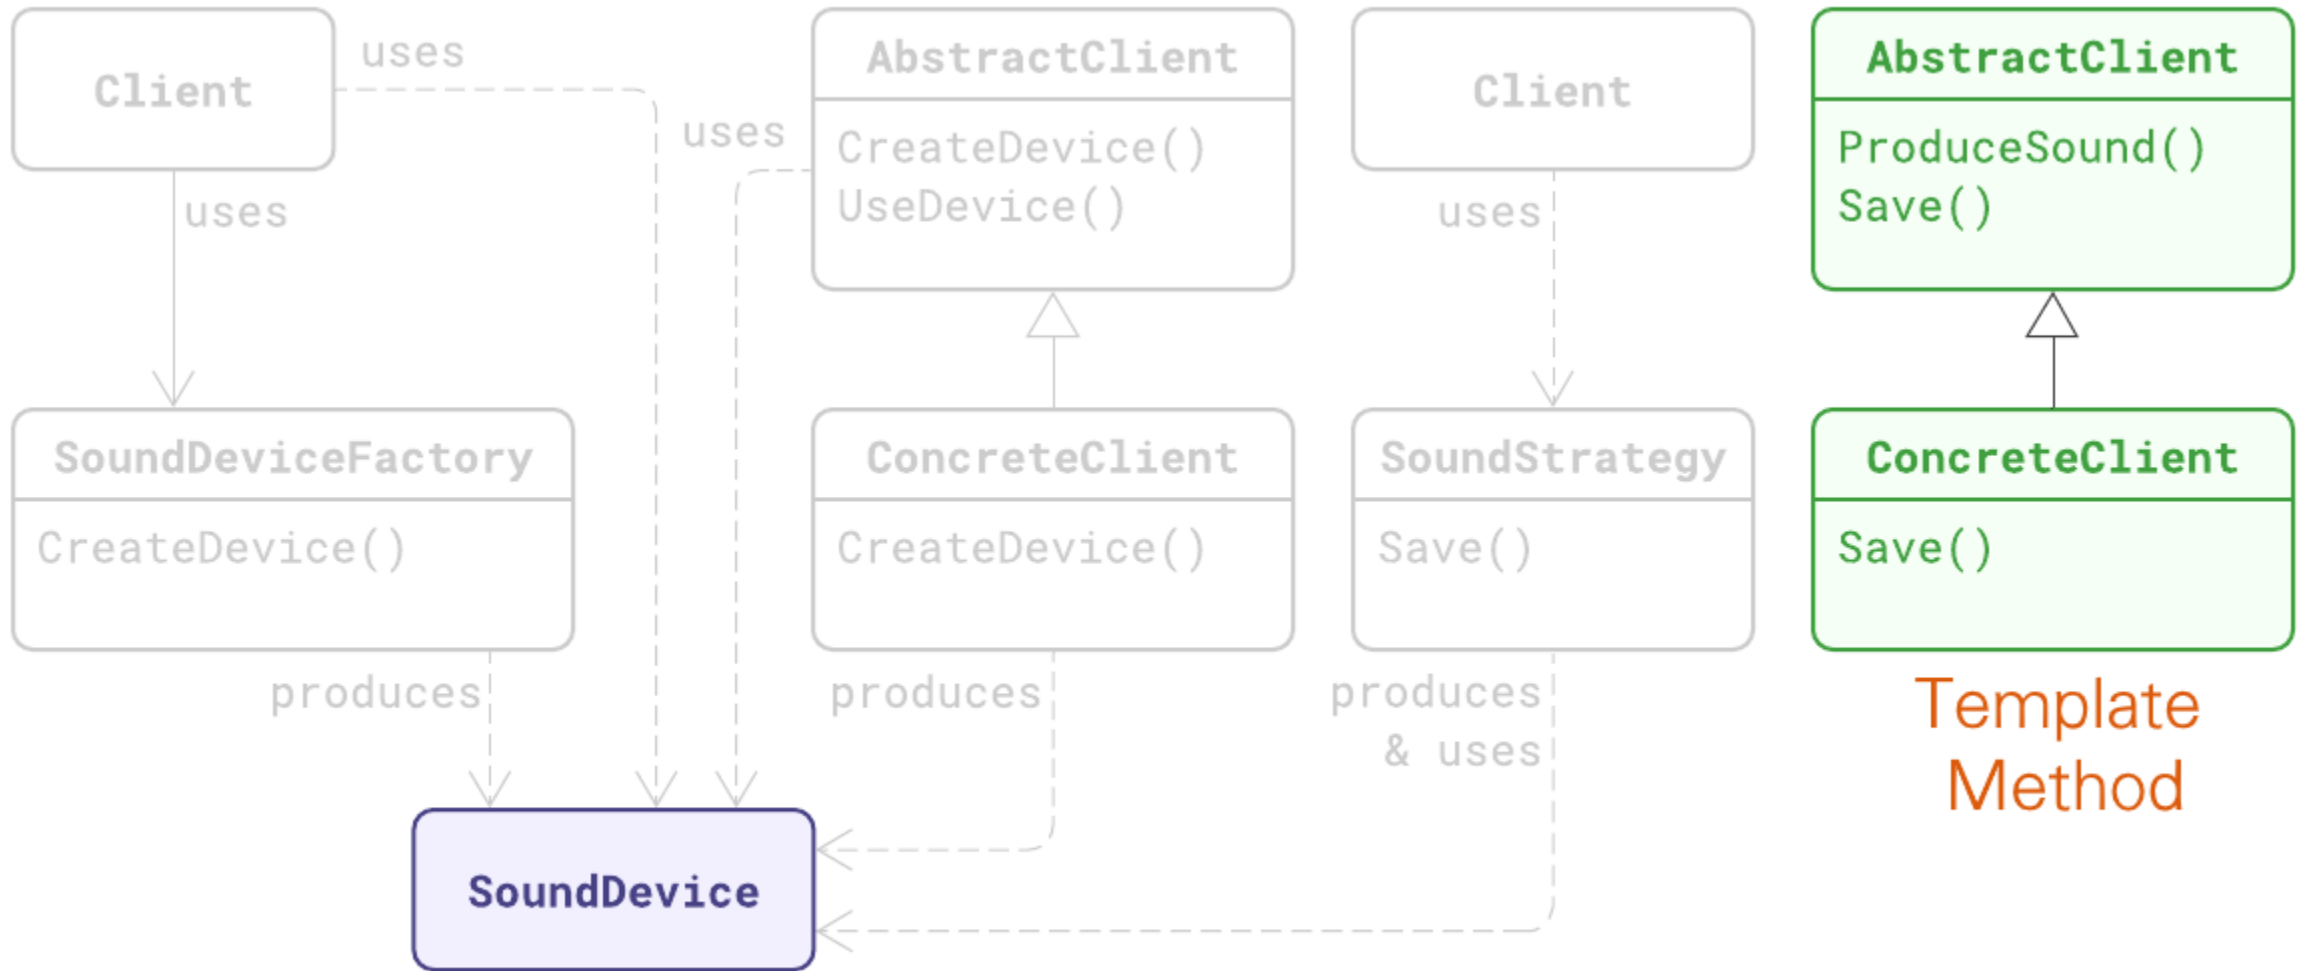 Client
uses
uses
SoundDeviceFactory
CreateDevice()
produces
uses
AbstractClient
CreateDevice()
UseDevice()
ConcreteClient
CreateDevice()
produces
Client
uses
SoundStrategy
Save()
produces
& uses
AbstractClient
ProduceSound()
Save()
ConcreteClient
Save()
Template
Method
SoundDevice